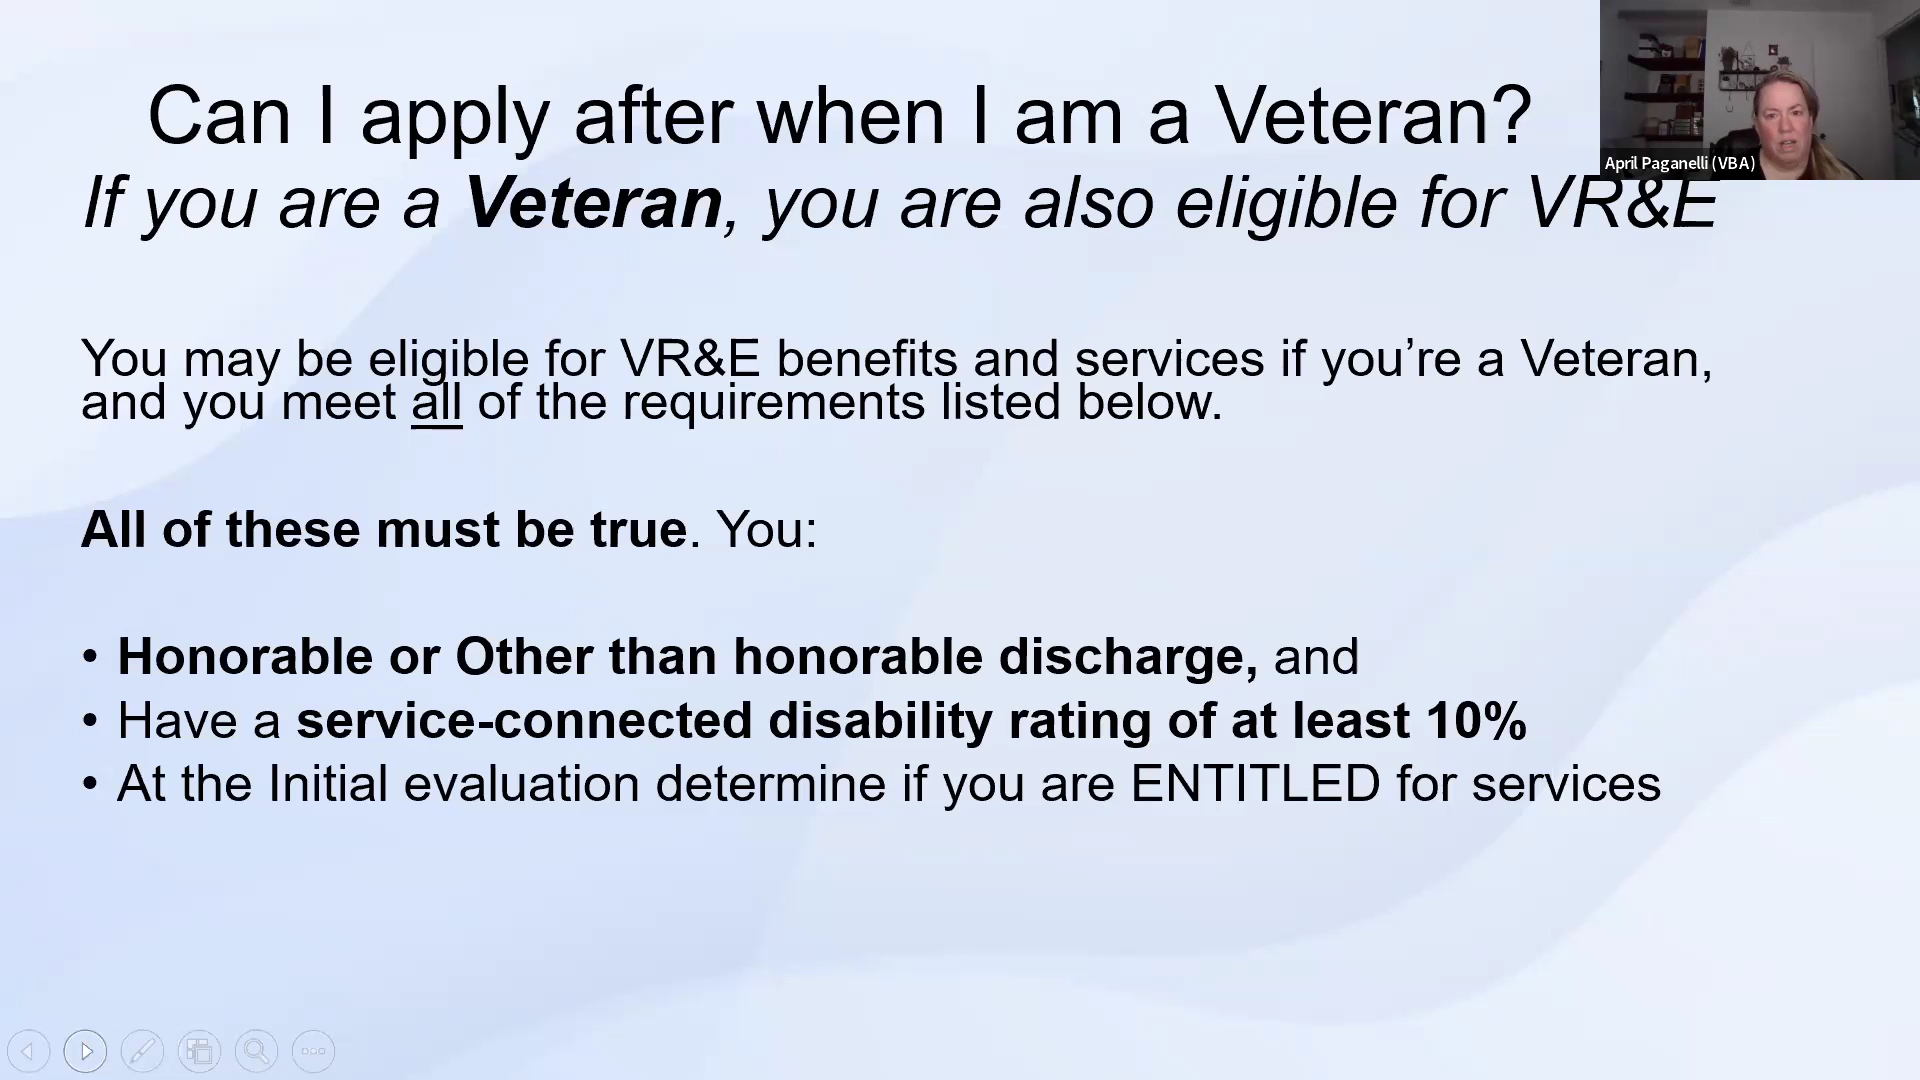 Can I apply after when I am a Veteran?
If you are a Veteran, you are also eligible for VR&E
April Paganelli (VBA)
You may be eligible for VR&E benefits and services if you’re a Veteran,
and you meet all of the requirements listed below.
All of these must be true. You:
• Honorable or Other than honorable discharge, and
• Have a service-connected disability rating of at least 10%
• At the Initial evaluation determine if you are ENTITLED for services